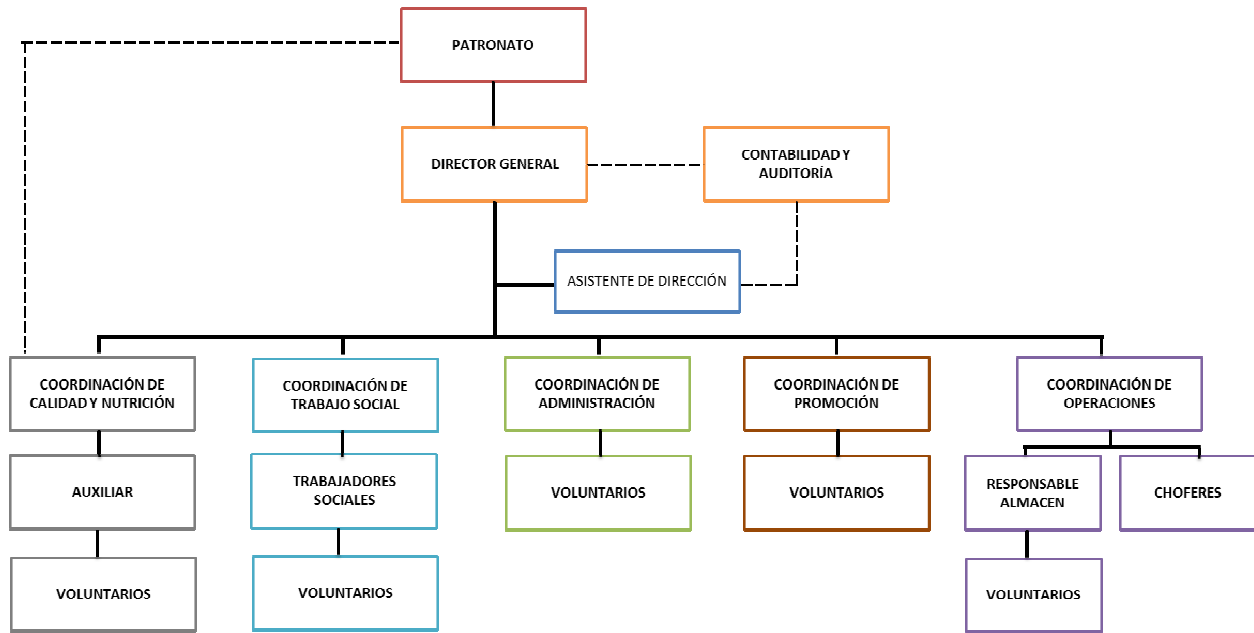 PATRONATO
DIRECTOR GENERAL
CONTABILIDAD Y
AUDITORÍA
ASISTENTE DE DIRECCIÓN
COORDINACIÓN DE
CALIDAD Y NUTRICIÓN
COORDINACIÓN DE
TRABAJO SOCIAL
COORDINACIÓN DE
ADMINISTRACIÓN
COORDINACIÓN DE
PROMOCIÓN
COORDINACIÓN DE
OPERACIONES
AUXILIAR
TRABAJADORES
SOCIALES
VOLUNTARIOS
VOLUNTARIOS
RESPONSABLE
ALMACEN
CHOFERES
VOLUNTARIOS
VOLUNTARIOS
VOLUNTARIOS